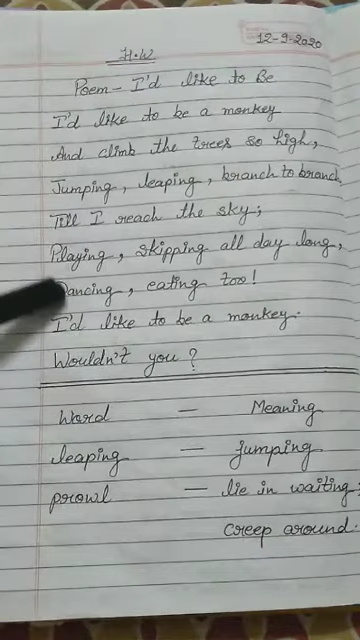 12-9-2020
H.W
Poem - I'd like to Be
I'd like to be a monkey
And climb the trees so high,
Jumping, leaping, branch to branch,
Till I reach the sky;
Playing, skipping all day long,
Dancing, eating too!
I'd like to be a monkey.
Wouldn't you?
Word — Meaning
leaping — jumping
prowl — lie in waiting;
creep around.